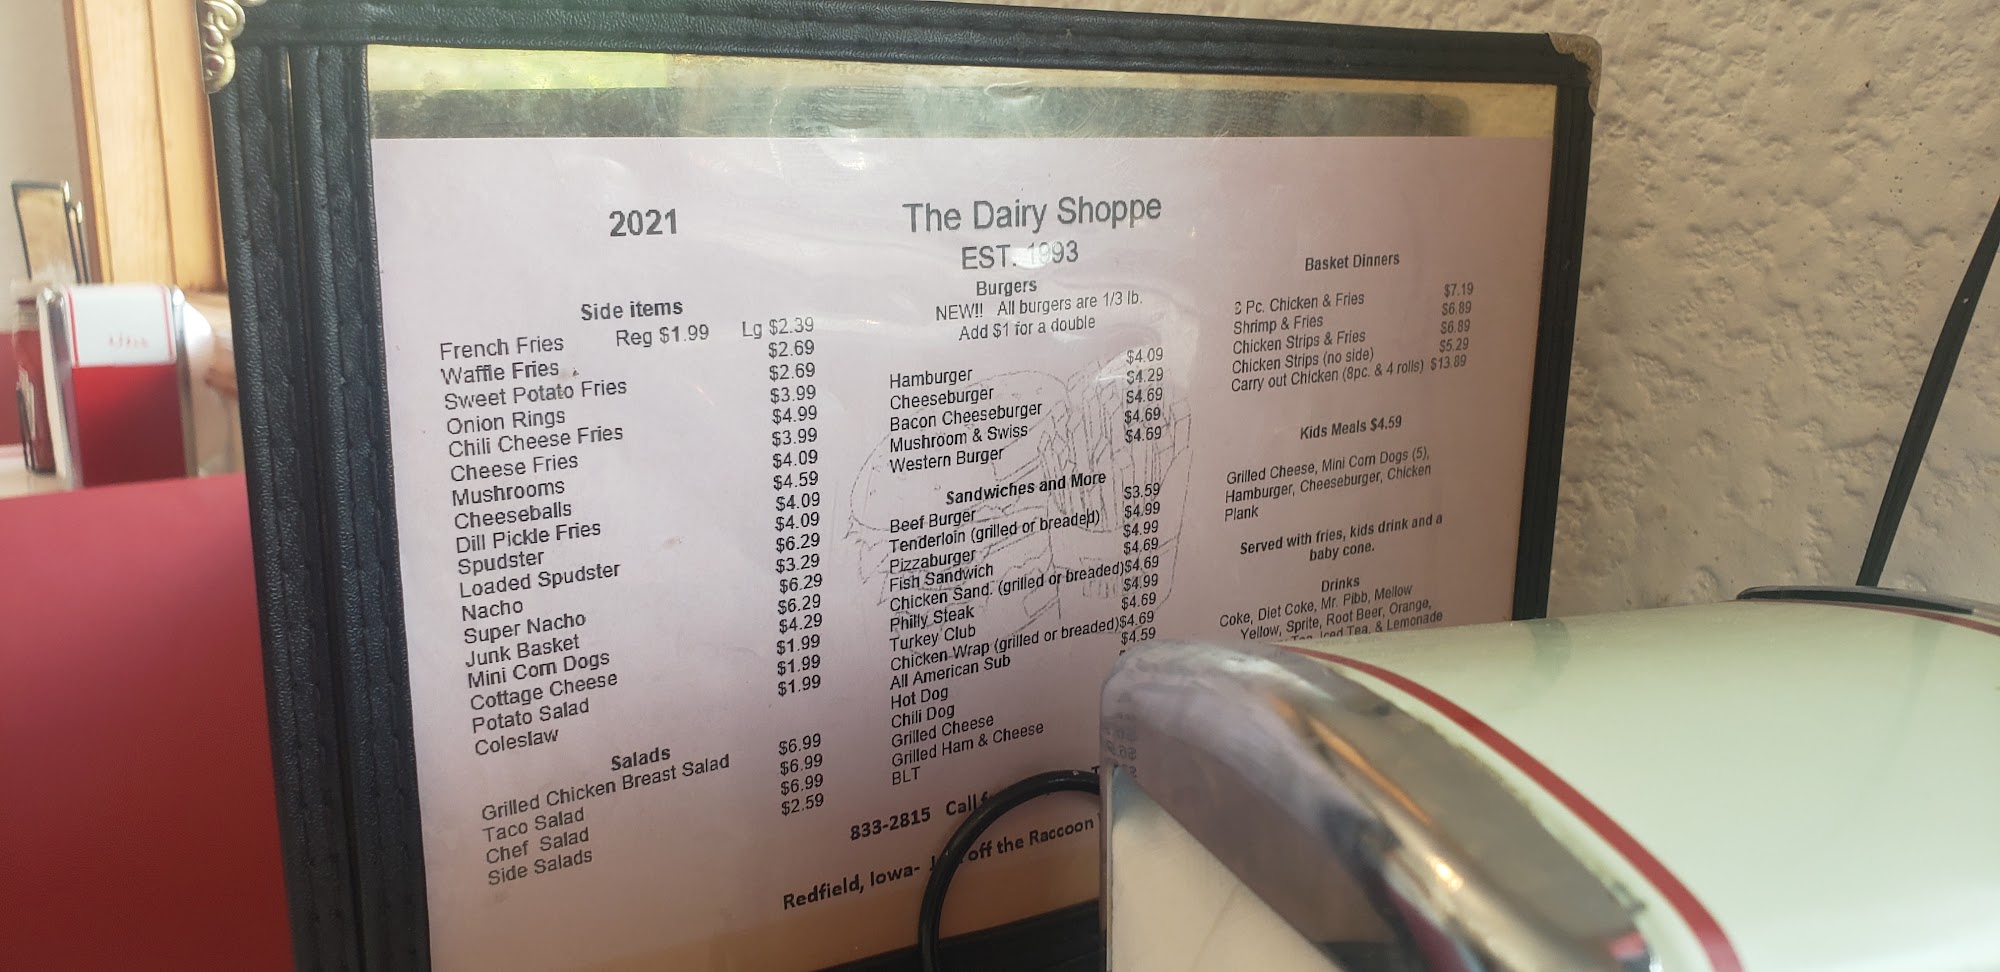 2021
The Dairy Shoppe
EST. 1993
Side items
French Fries Reg $1.99 Lg $2.39
Waffle Fries $2.69
Sweet Potato Fries $2.69
Onion Rings $3.99
Chili Cheese Fries $4.99
Cheese Fries $3.99
Mushrooms $4.09
Cheeseballs $4.59
Dill Pickle Fries $4.09
Spudster $4.09
Loaded Spudster $6.29
Nacho $3.29
Super Nacho $6.29
Junk Basket $6.29
Mini Corn Dogs $4.29
Cottage Cheese $1.99
Potato Salad $1.99
Coleslaw $1.99
Salads
Grilled Chicken Breast Salad $6.99
Taco Salad $6.99
Chef Salad $6.99
Side Salads $2.59
Burgers
NEW!! All burgers are 1/3 lb.
Add $1 for a double
Hamburger $4.09
Cheeseburger $4.29
Bacon Cheeseburger $4.69
Mushroom & Swiss $4.69
Western Burger $4.69
Sandwiches and More
Beef Burger $3.59
Tenderloin (grilled or breaded) $4.99
Pizzaburger $4.99
Fish Sandwich $4.69
Chicken Sand. (grilled or breaded)$4.69
Philly Steak $4.99
Turkey Club $4.69
Chicken Wrap (grilled or breaded)$4.69
All American Sub $4.59
Hot Dog
Chili Dog
Grilled Cheese
Grilled Ham & Cheese
BLT
833-2815 Call
Redfield, Iowa- off the Raccoon
Basket Dinners
Pc. Chicken & Fries $7.19
Shrimp & Fries $6.89
Chicken Strips & Fries $6.89
Chicken Strips (no side) $5.29
Carry out Chicken (8pc. & 4 rolls) $13.89
Kids Meals $4.59
Grilled Cheese, Mini Corn Dogs (5),
Hamburger, Cheeseburger, Chicken
Plank
Served with fries, kids drink and a
baby cone.
Drinks
Coke, Diet Coke, Mr. Pibb, Mellow
Yellow, Sprite, Root Beer, Orange,
Tea, Iced Tea, & Lemonade